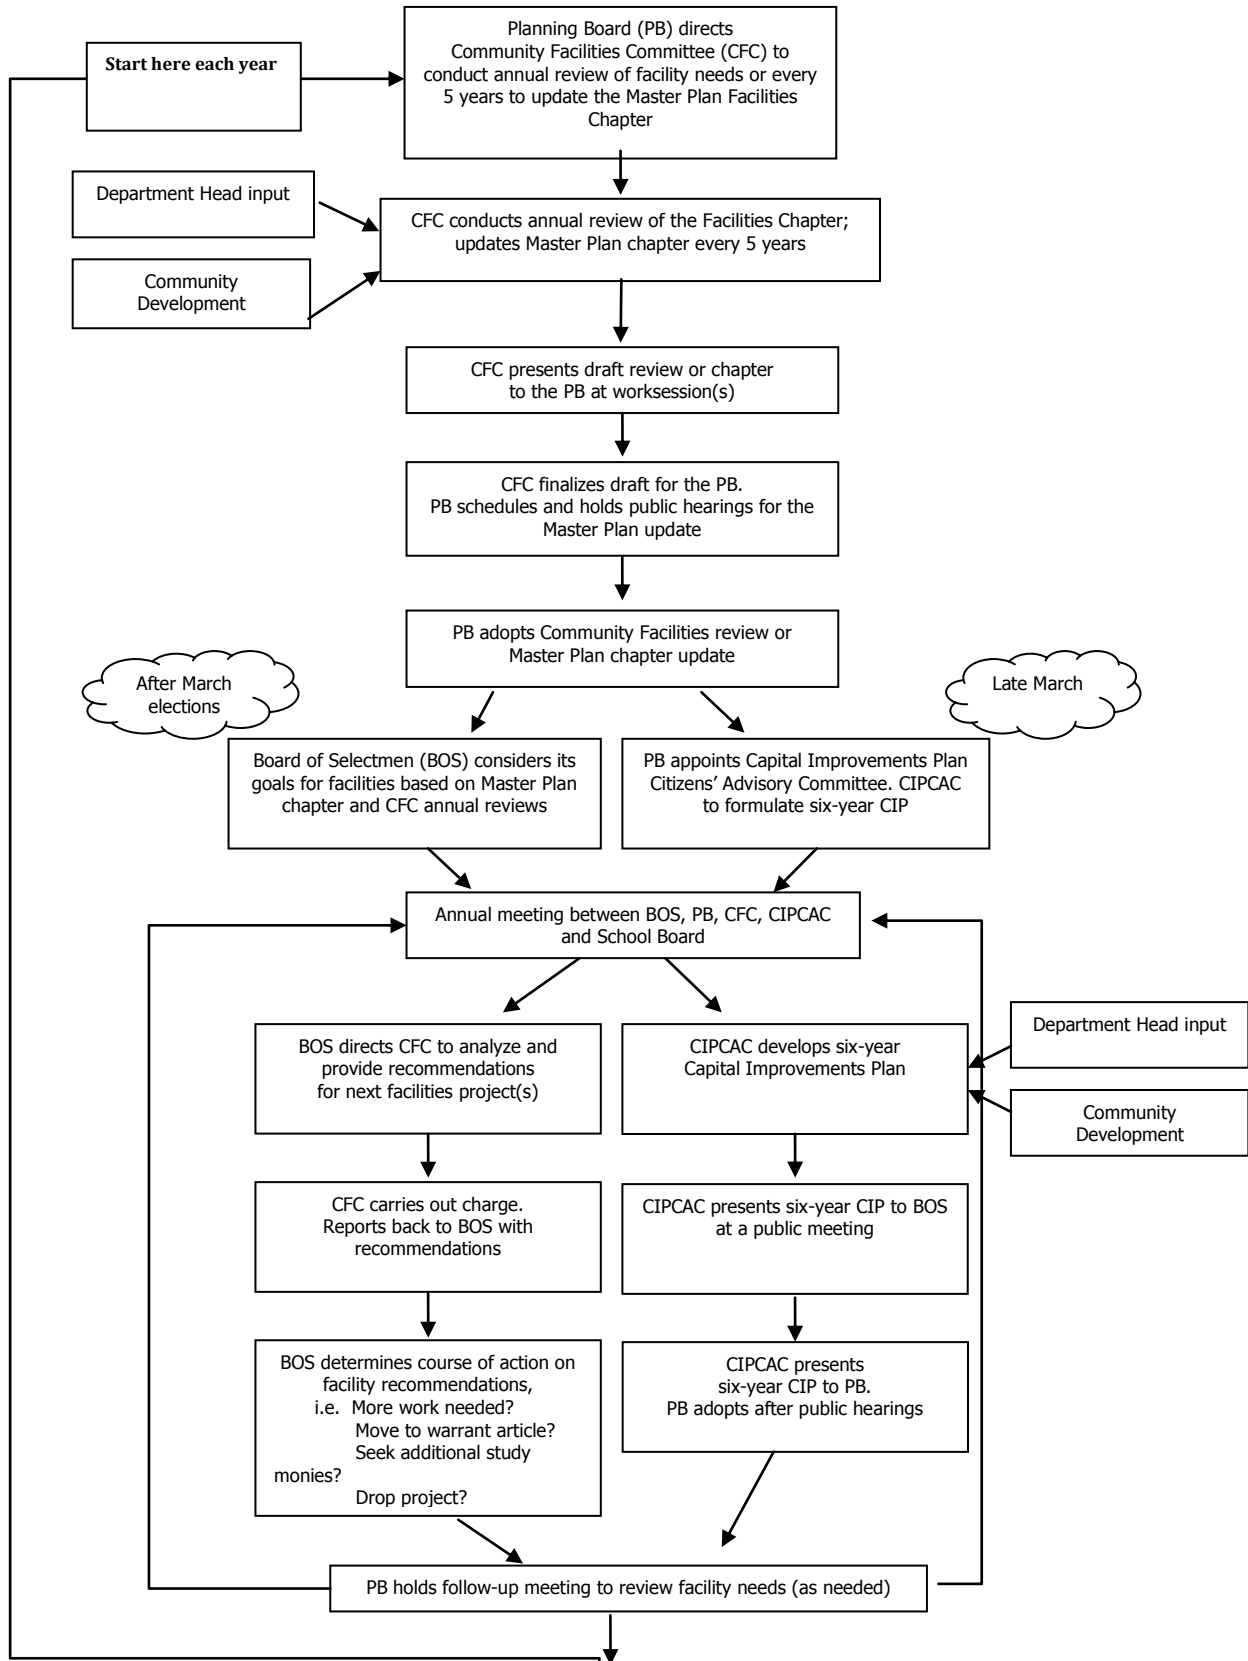 Start here each year
Planning Board (PB) directs
Community Facilities Committee (CFC) to
conduct annual review of facility needs or every
5 years to update the Master Plan Facilities
Chapter
Department Head input
CFC conducts annual review of the Facilities Chapter;
updates Master Plan chapter every 5 years
Community
Development
CFC presents draft review or chapter
to the PB at worksession(s)
CFC finalizes draft for the PB.
PB schedules and holds public hearings for the
Master Plan update
PB adopts Community Facilities review or
Master Plan chapter update
After March
elections
Late March
Board of Selectmen (BOS) considers its
goals for facilities based on Master Plan
chapter and CFC annual reviews
PB appoints Capital Improvements Plan
Citizens’ Advisory Committee. CIPCAC
to formulate six-year CIP
Annual meeting between BOS, PB, CFC, CIPCAC
and School Board
BOS directs CFC to analyze and
provide recommendations
for next facilities project(s)
CIPCAC develops six-year
Capital Improvements Plan
Department Head input
Community
Development
CFC carries out charge.
Reports back to BOS with
recommendations
CIPCAC presents six-year CIP to BOS
at a public meeting
BOS determines course of action on
facility recommendations,
i.e. More work needed?
Move to warrant article?
Seek additional study
monies?
Drop project?
CIPCAC presents
six-year CIP to PB.
PB adopts after public hearings
PB holds follow-up meeting to review facility needs (as needed)